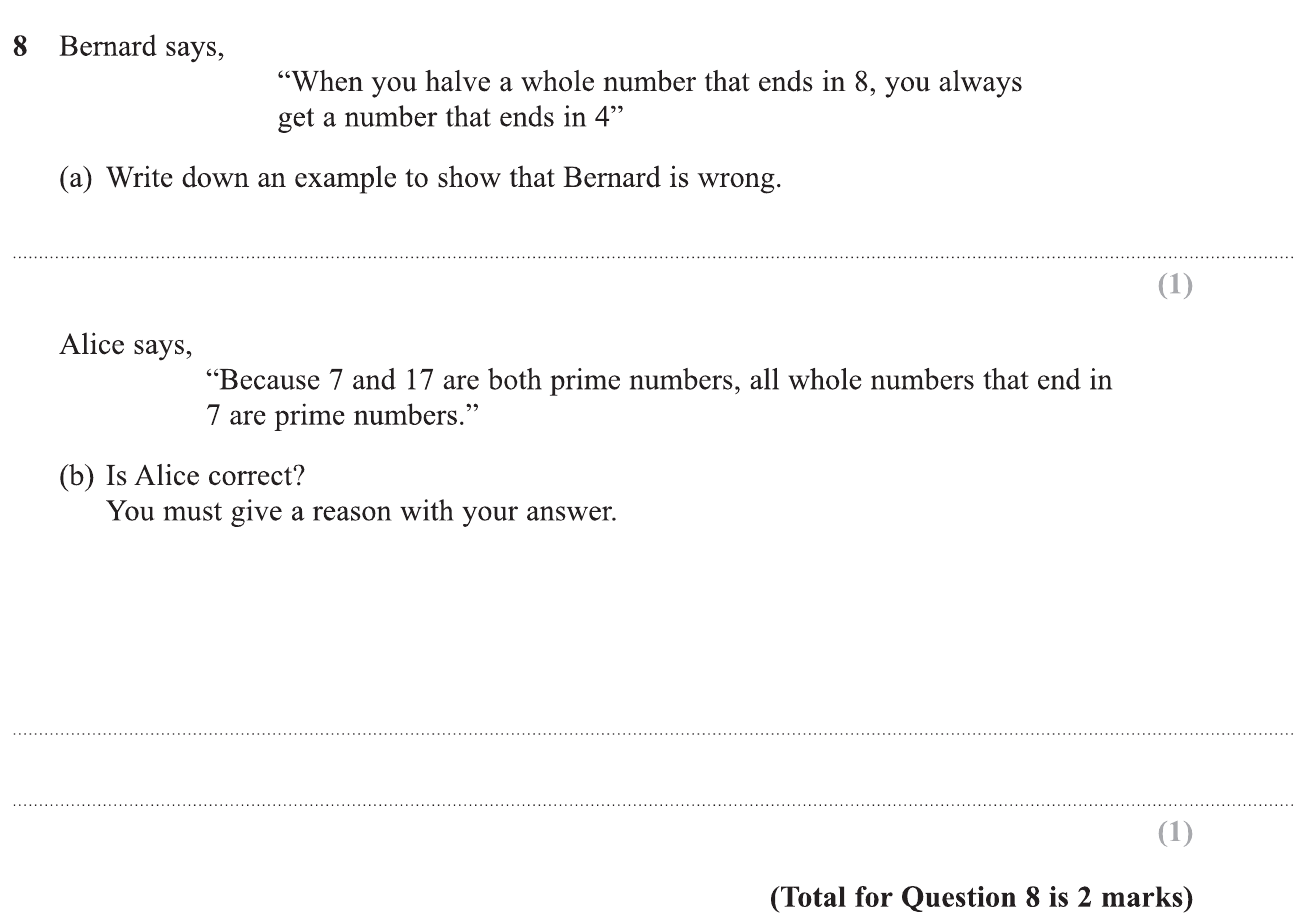 8 Bernard says,
“When you halve a whole number that ends in 8, you always
get a number that ends in 4”
(a) Write down an example to show that Bernard is wrong.
(1)
Alice says,
“Because 7 and 17 are both prime numbers, all whole numbers that end in
7 are prime numbers.”
(b) Is Alice correct?
You must give a reason with your answer.
(1)
(Total for Question 8 is 2 marks)